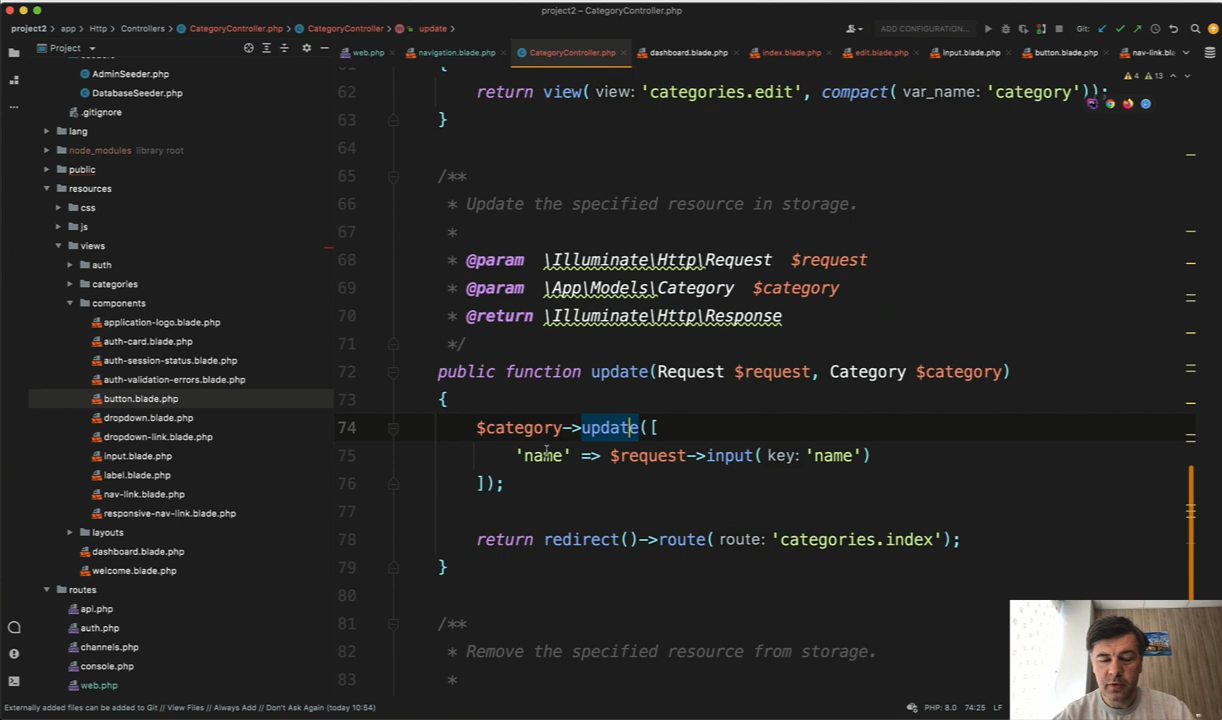 project2 – CategoryController.php
project2 app Http Controllers CategoryController.php CategoryController update
ADD CONFIGURATION... Git:
Project
web.php navigation.blade.php CategoryController.php dashboard.blade.php index.blade.php edit.blade.php input.blade.php button.blade.php nav-link.bla
4 13
AdminSeeder.php
DatabaseSeeder.php
.gitignore
lang
node_modules library root
public
resources
css
js
views
auth
categories
components
application-logo.blade.php
auth-card.blade.php
auth-session-status.blade.php
auth-validation-errors.blade.php
button.blade.php
dropdown.blade.php
dropdown-link.blade.php
input.blade.php
label.blade.php
nav-link.blade.php
responsive-nav-link.blade.php
layouts
dashboard.blade.php
welcome.blade.php
routes
api.php
auth.php
channels.php
console.php
web.php
{
62 return view( view: 'categories.edit', compact( var_name: 'category'));
63 }
64
65 /**
66 * Update the specified resource in storage.
67 *
68 * @param \Illuminate\Http\Request $request
69 * @param \App\Models\Category $category
70 * @return \Illuminate\Http\Response
71 */
72 public function update(Request $request, Category $category)
73 {
74 $category->update([
75 'name' => $request->input( key: 'name')
76 ]);
77
78 return redirect()->route( route: 'categories.index');
79 }
80
81 /**
82 * Remove the specified resource from storage.
83 *
Externally added files can be added to Git // View Files // Always Add // Don't Ask Again (today 10:54)
PHP: 8.0 74:25 LF